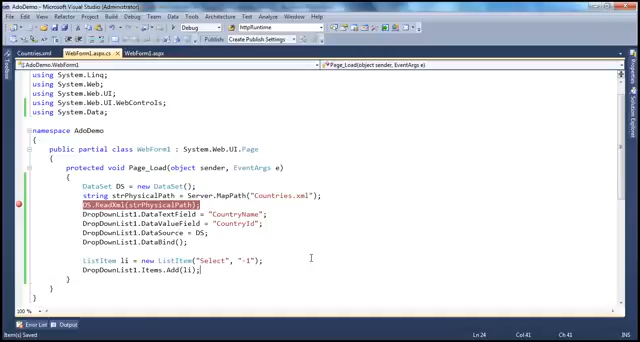 AdoDemo - Microsoft Visual Studio (Administrator)
File Edit View Refactor Project Build Debug Team Data Tools Architecture Test Analyze Window Help
Debug httpRuntime
Publish: Create Publish Settings
Countries.xml WebForm1.aspx.cs WebForm1.aspx
AdoDemo.WebForm1 Page_Load(object sender, EventArgs e)
using System.Linq;
using System.Web;
using System.Web.UI;
using System.Web.UI.WebControls;
using System.Data;
namespace AdoDemo
{
public partial class WebForm1 : System.Web.UI.Page
{
protected void Page_Load(object sender, EventArgs e)
{
DataSet DS = new DataSet();
string strPhysicalPath = Server.MapPath("Countries.xml");
DS.ReadXml(strPhysicalPath);
DropDownList1.DataTextField = "CountryName";
DropDownList1.DataValueField = "CountryId";
DropDownList1.DataSource = DS;
DropDownList1.DataBind();
ListItem li = new ListItem("Select", "-1");
DropDownList1.Items.Add(li);
}
}
}
100 %
Error List Output
Item(s) Saved Ln 24 Col 41 Ch 41 INS
Toolbox
Properties
Solution Explorer